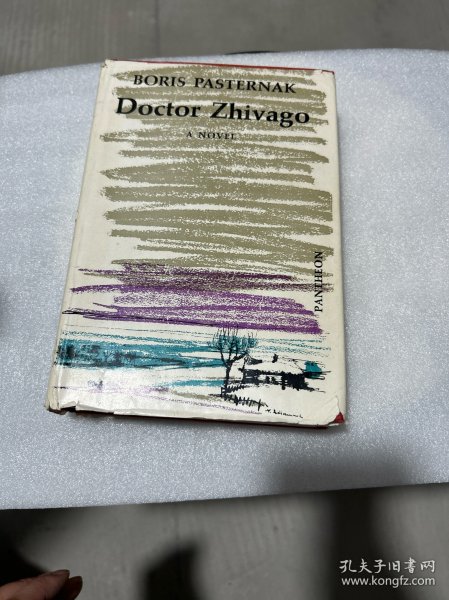 BORIS PASTERNAK
Doctor Zhivago
A NOVEL
PANTHEON
孔夫子旧书网
www.kongfz.com